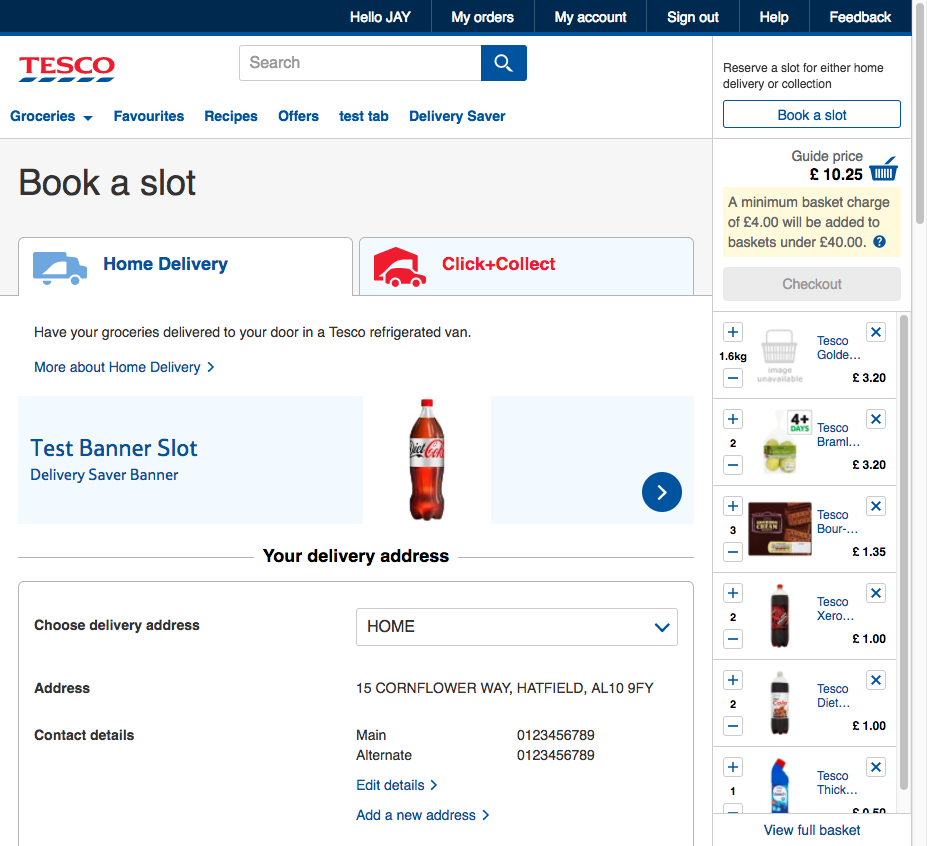 Hello JAY
My orders
My account
Sign out
Help
Feedback
TESCO
Search
Groceries
Favourites
Recipes
Offers
test tab
Delivery Saver
Reserve a slot for either home
delivery or collection
Book a slot
Guide price
£ 10.25
A minimum basket charge
of £4.00 will be added to
baskets under £40.00. ?
Checkout
Book a slot
Home Delivery
Click+Collect
Have your groceries delivered to your door in a Tesco refrigerated van.
More about Home Delivery
Test Banner Slot
Delivery Saver Banner
Diet Coke
Your delivery address
Choose delivery address
HOME
Address
15 CORNFLOWER WAY, HATFIELD, AL10 9FY
Contact details
Main
0123456789
Alternate
0123456789
Edit details
Add a new address
1.6kg
image
unavailable
Tesco
Golde...
£ 3.20
2
4+
DAYS
Tesco
Braml...
£ 3.20
3
BOURBON
CREAM
Tesco
Bour-...
£ 1.35
2
Tesco
Xero...
£ 1.00
2
Tesco
Diet...
£ 1.00
1
Tesco
Thick...
£ 0.50
View full basket